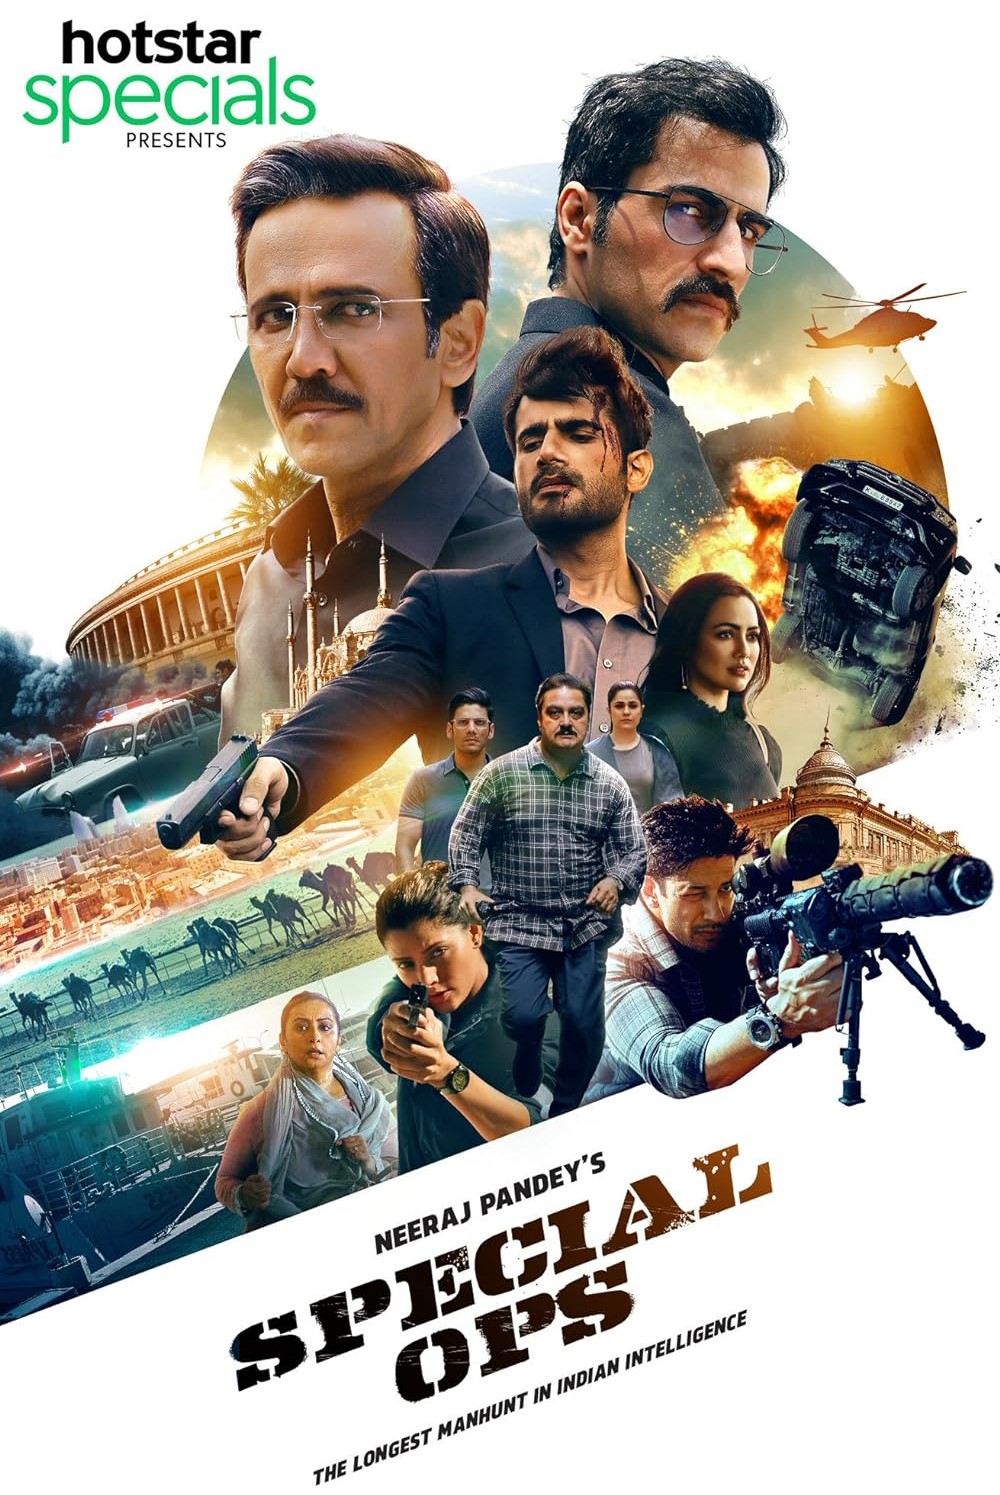 hotstar
specials
PRESENTS
NEERAJ PANDEY'S
SPECIAL
OPS
THE LONGEST MANHUNT IN INDIAN INTELLIGENCE